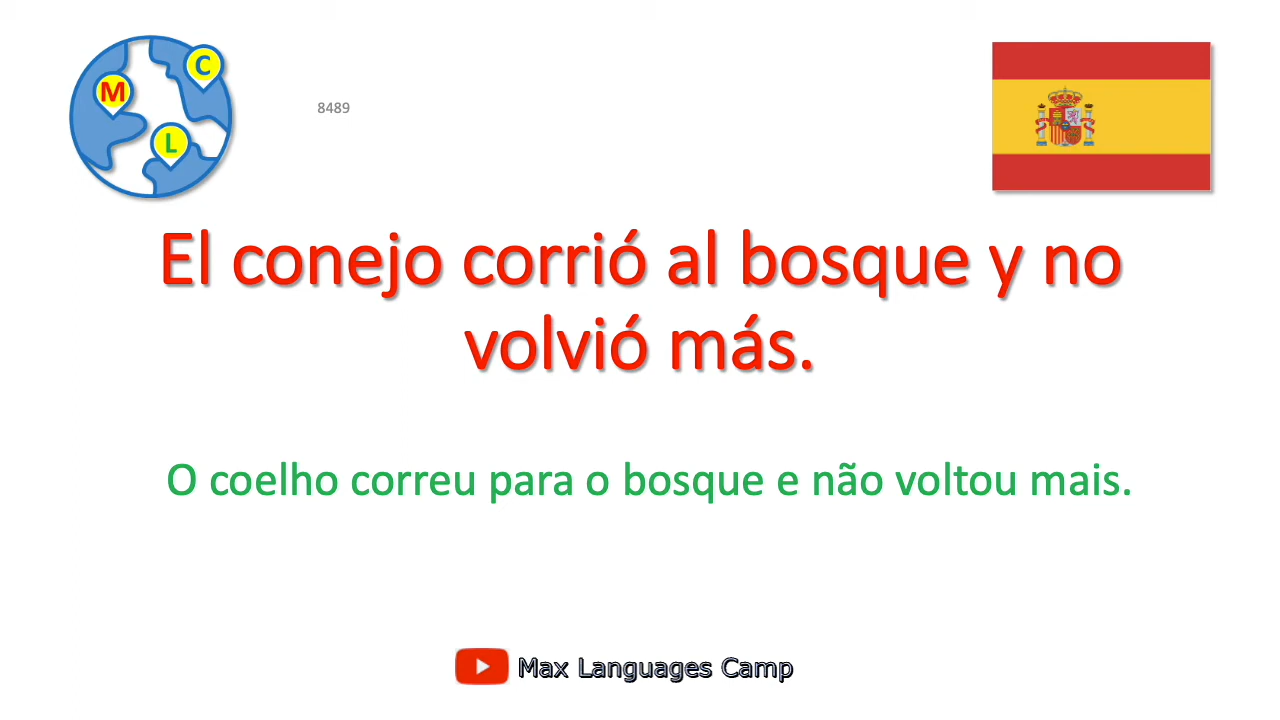 M
C
L
8489
El conejo corrió al bosque y no
volvió más.
O coelho correu para o bosque e não voltou mais.
Max Languages Camp